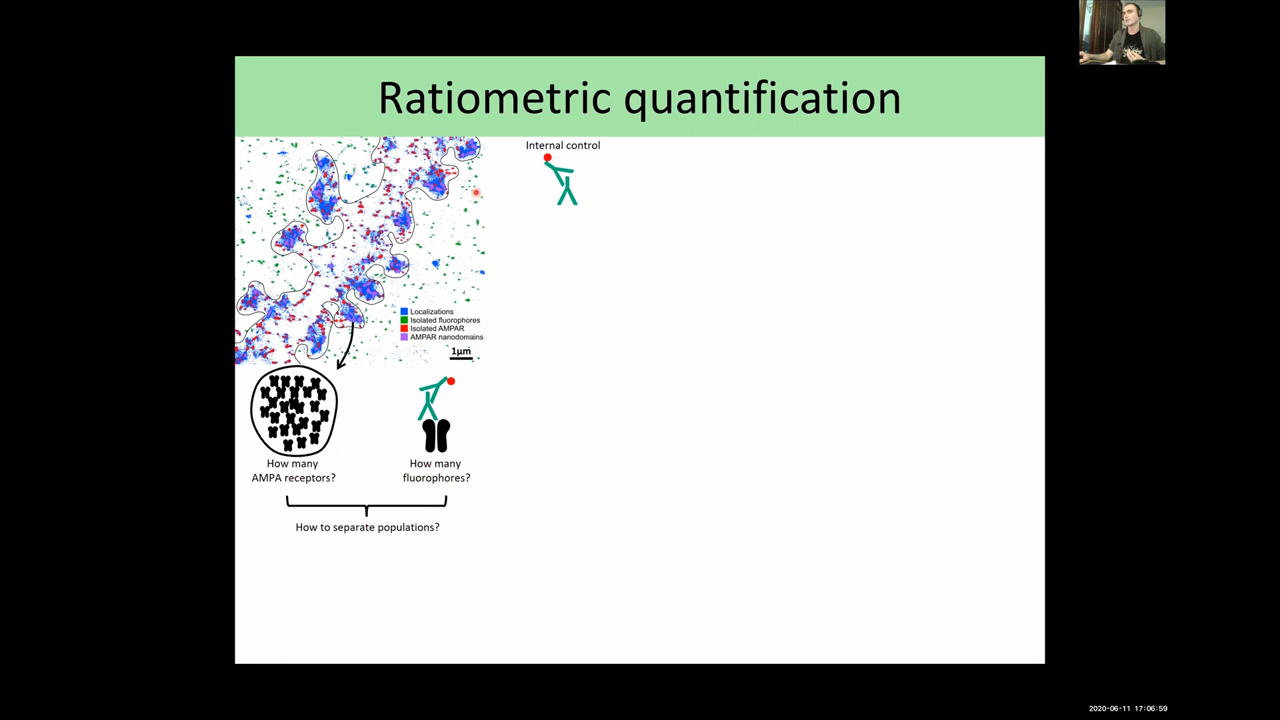 Ratiometric quantification
Internal control
Localizations
Isolated fluorophores
Isolated AMPAR
AMPAR nanodomains
1µm
How many
AMPA receptors?
How many
fluorophores?
How to separate populations?
2020-06-11 17:06:59